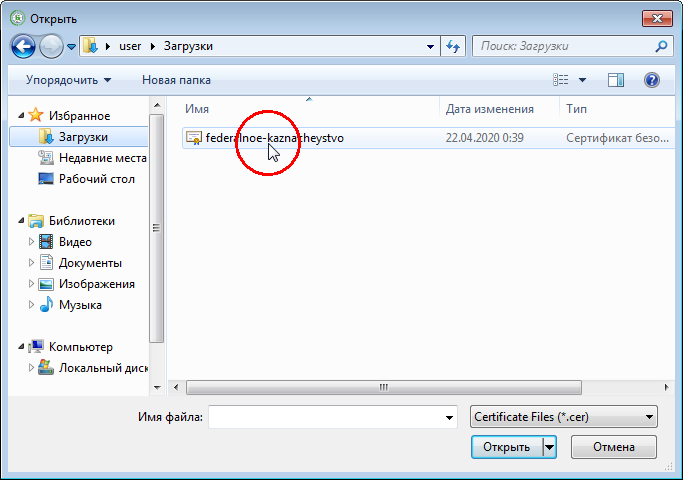 Открыть
user Загрузки
Поиск: Загрузки
Упорядочить Новая папка
Избранное
Загрузки
Недавние места
Рабочий стол
Библиотеки
Видео
Документы
Изображения
Музыка
Компьютер
Локальный диск
Имя Дата изменения Тип
federalnoe-kaznacheystvo 22.04.2020 0:39 Сертификат безо...
Имя файла: Certificate Files (*.cer)
Открыть Отмена